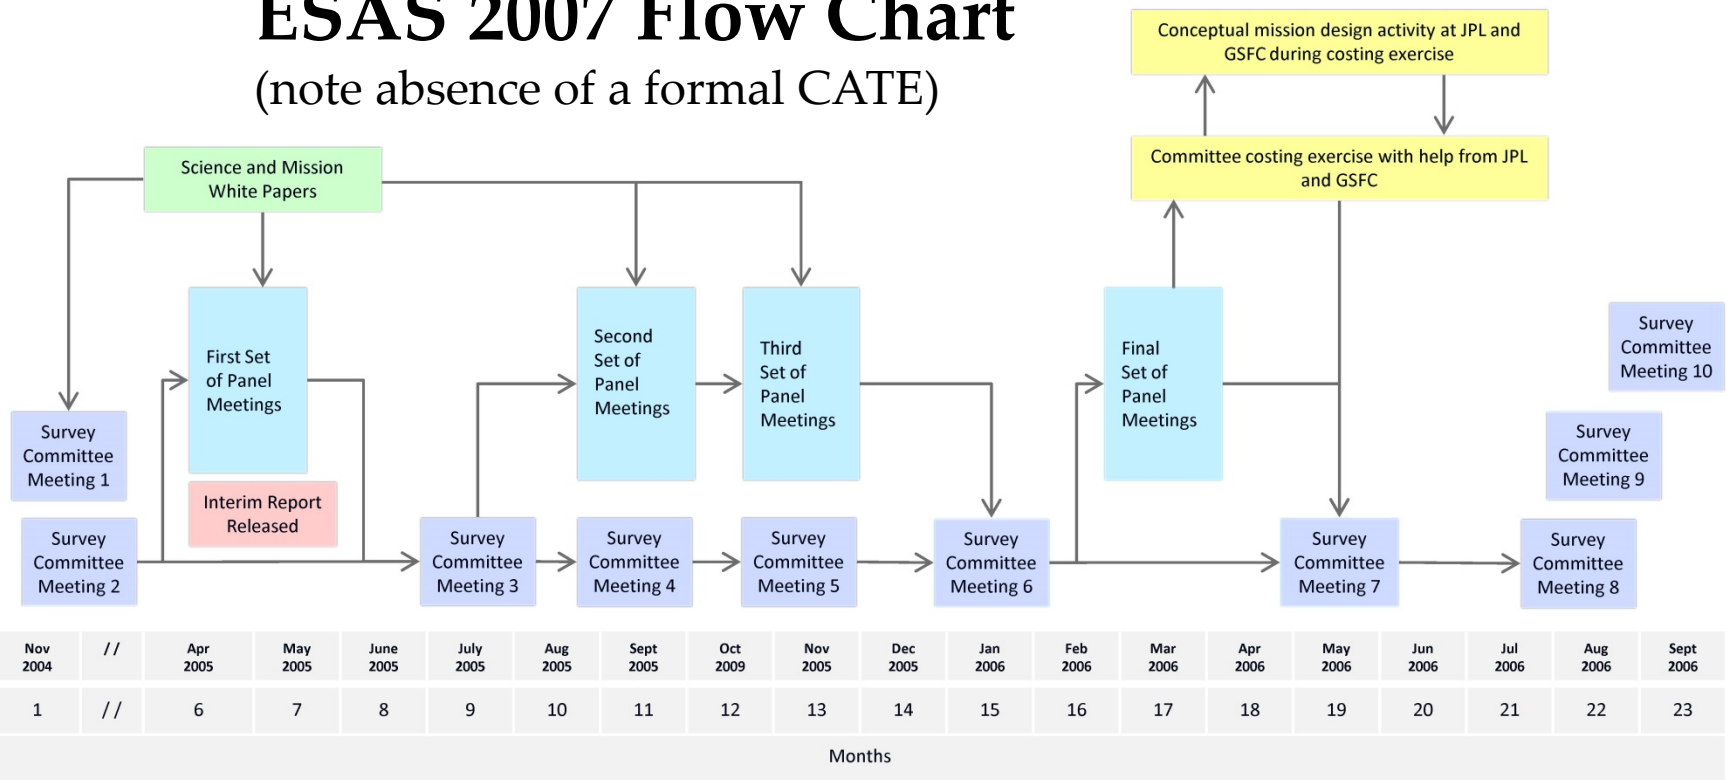 ESAS 2007 Flow Chart
(note absence of a formal CATE)
Conceptual mission design activity at JPL and
GSFC during costing exercise
Committee costing exercise with help from JPL
and GSFC
Science and Mission
White Papers
First Set
of Panel
Meetings
Second
Set of
Panel
Meetings
Third
Set of
Panel
Meetings
Final
Set of
Panel
Meetings
Survey
Committee
Meeting 10
Survey
Committee
Meeting 1
Survey
Committee
Meeting 9
Interim Report
Released
Survey
Committee
Meeting 2
Survey
Committee
Meeting 3
Survey
Committee
Meeting 4
Survey
Committee
Meeting 5
Survey
Committee
Meeting 6
Survey
Committee
Meeting 7
Survey
Committee
Meeting 8
Nov // Apr May June July Aug Sept Oct Nov Dec Jan Feb Mar Apr May Jun Jul Aug Sept
2004 2005 2005 2005 2005 2005 2005 2009 2005 2005 2006 2006 2006 2006 2006 2006 2006 2006 2006
1 // 6 7 8 9 10 11 12 13 14 15 16 17 18 19 20 21 22 23
Months